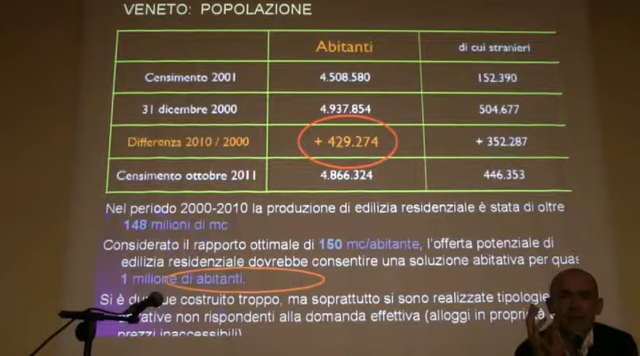 VENETO: POPOLAZIONE
Abitanti di cui stranieri
Censimento 2001 4.508.580 152.390
31 dicembre 2000 4.937.854 504.677
Differenza 2010 / 2000 + 429.274 + 352.287
Censimento ottobre 2011 4.866.324 446.353
Nel periodo 2000-2010 la produzione di edilizia residenziale è stata di oltre
148 milioni di mc
Considerato il rapporto ottimale di 150 mc/abitante, l'offerta potenziale di
edilizia residenziale dovrebbe consentire una soluzione abitativa per quas
1 milione di abitanti.
Si è dunque costruito troppo, ma soprattutto si sono realizzate tipologie
non rispondenti alla domanda effettiva (alloggi in proprietà
prezzi inaccessibili)